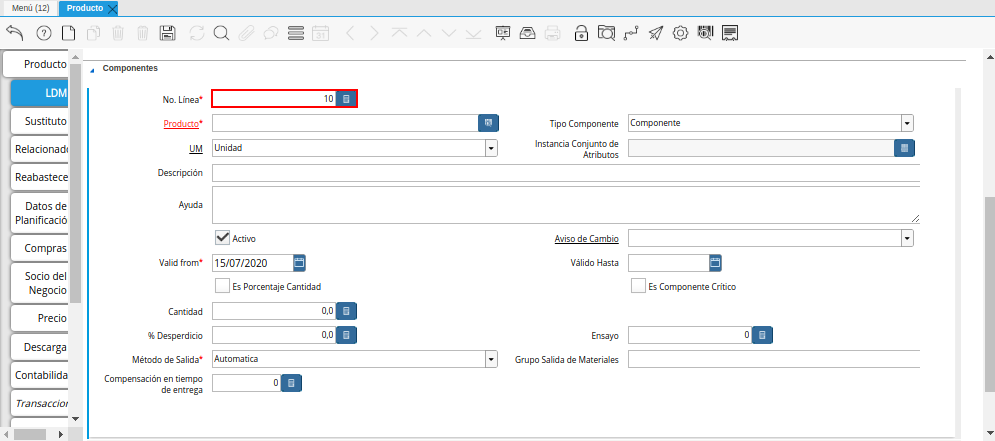 Menú (12) Producto
Producto
LDM
Sustituto
Relacionado
Reabastece
Datos de
Planificació
Compras
Socio del
Negocio
Precio
Descarga
Contabilida
Transaccion
Componentes
No. Línea* 10
Producto* Tipo Componente Componente
UM Unidad Instancia Conjunto de
Atributos
Descripción
Ayuda
Activo Aviso de Cambio
Valid from* 15/07/2020 Válido Hasta
Es Porcentaje Cantidad Es Componente Crítico
Cantidad 0,0
% Desperdicio 0,0 Ensayo 0
Método de Salida* Automatica Grupo Salida de Materiales
Compensación en tiempo
de entrega 0